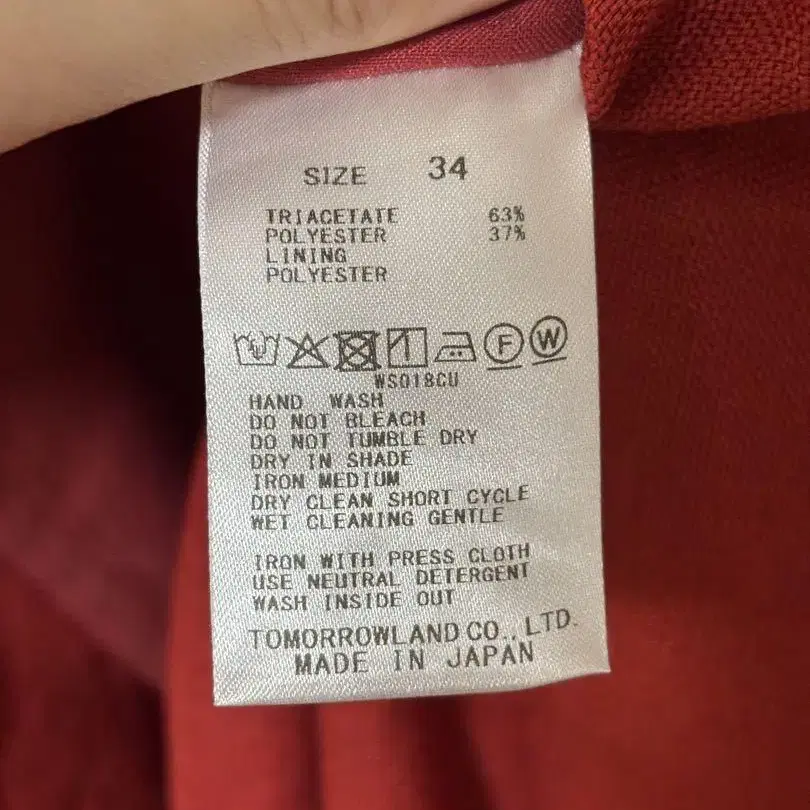 SIZE 34
TRIACETATE 63%
POLYESTER 37%
LINING
POLYESTER
F W
WS018CU
HAND WASH
DO NOT BLEACH
DO NOT TUMBLE DRY
DRY IN SHADE
IRON MEDIUM
DRY CLEAN SHORT CYCLE
WET CLEANING GENTLE
IRON WITH PRESS CLOTH
USE NEUTRAL DETERGENT
WASH INSIDE OUT
TOMORROWLAND CO., LTD.
MADE IN JAPAN